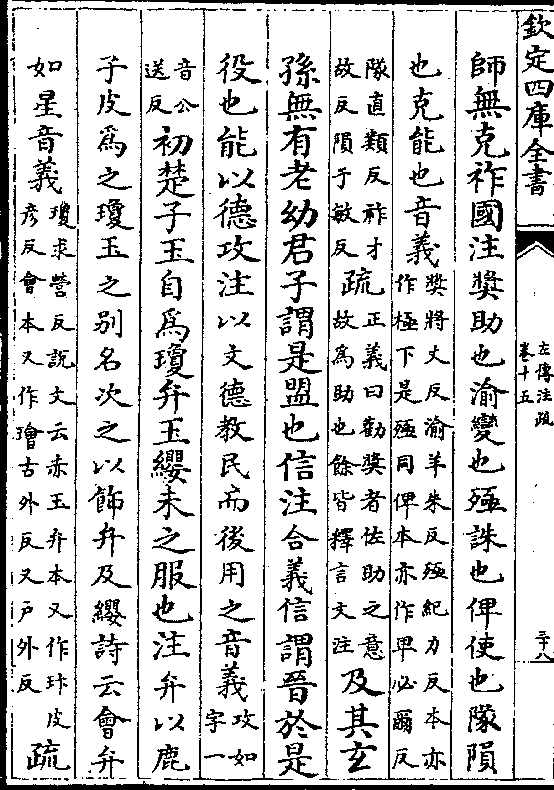 欽定四庫全書
左傳注疏
卷十五
三十八
師無克祚國注獎助也渝變也殛誅也俾使也隊隕
也克能也音義獎將丈反渝羊朱反殛紀力反本亦
作極下是殛同俾本亦作卑必爾反
隊直類反祚才
故反隕于敏反疏正義曰勸獎者佐助之意
故為助也餘皆釋言文注及其玄
孫無有老幼君子謂是盟也信注合義信謂晉於是
役也能以德攻注以文德教民而後用之音義攻如
字一
音公
送反初楚子玉自為瓊弁玉纓未之服也注弁以鹿
子皮為之瓊玉之别名次之以飾弁及纓詩云會弁
如星音義瓊求營反說文云赤玉弁本又作玣皮
彦反會本又作璯古外反又户外反疏